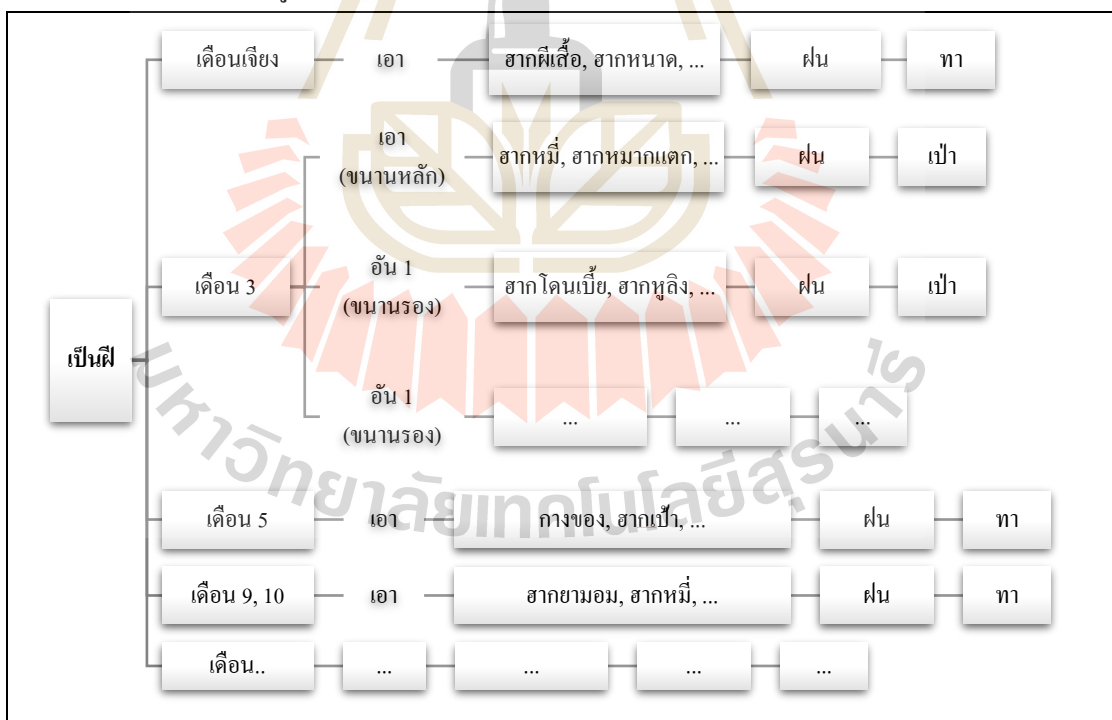 เดือนเจียง เอา ฮากผีเสื้อ, ฮากหนาด, ... ฝน ทา
เอา
(ขนานหลัก)
ฮากหมี่, ฮากหมากแตก, ... ฝน เป่า
เดือน 3
อัน 1
(ขนานรอง)
ฮากโดนเบี้ย, ฮากหูลิง, ... ฝน เป่า
เป็นฝี
อัน 1
(ขนานรอง)
... ... ...
เดือน 5 เอา กางของ, ฮากเป้า, ... ฝน ทา
เดือน 9, 10 เอา ฮากยามอม, ฮากหมี่, ... ฝน ทา
เดือน.. ... ... ... ...
มหาวิทยาลัยเทคโนโลยีสุรนารี